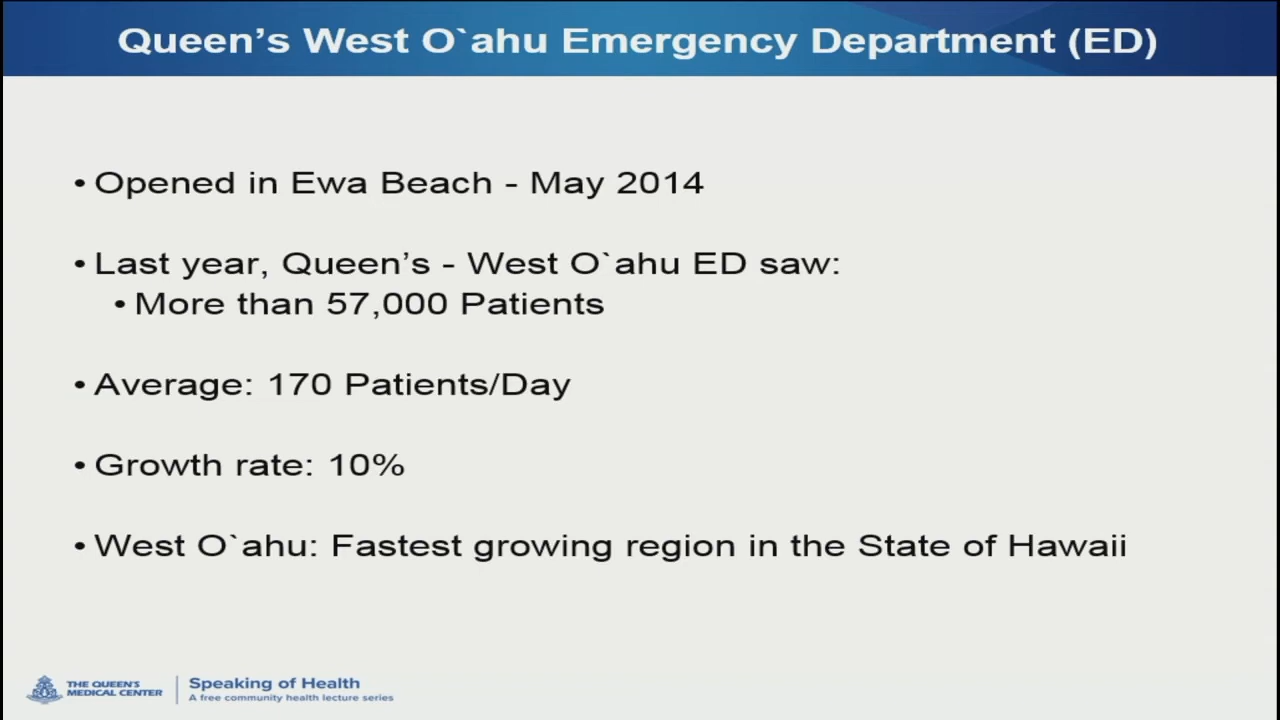 Queen’s West O`ahu Emergency Department (ED)
• Opened in Ewa Beach - May 2014
• Last year, Queen’s - West O`ahu ED saw:
• More than 57,000 Patients
• Average: 170 Patients/Day
• Growth rate: 10%
• West O`ahu: Fastest growing region in the State of Hawaii
THE QUEEN'S
MEDICAL CENTER
Speaking of Health
A free community health lecture series